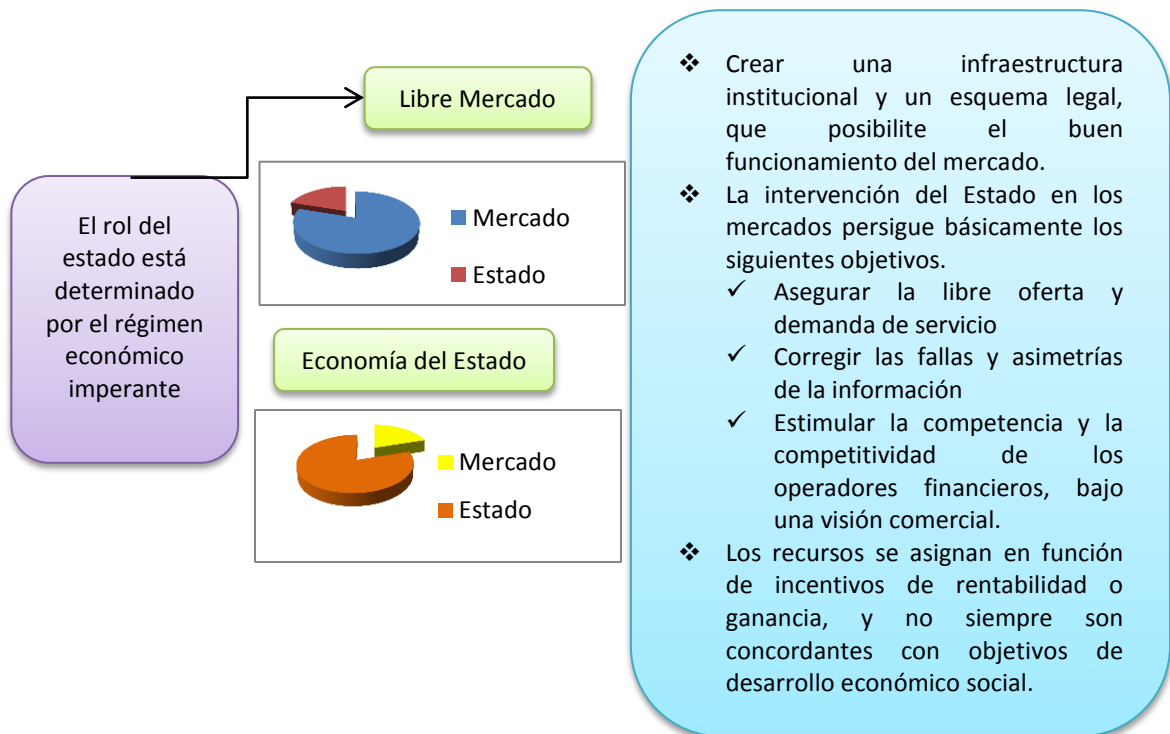 El rol del
estado está
determinado
por el régimen
económico
imperante
Libre Mercado
Mercado
Estado
Economía del Estado
Mercado
Estado
❖ Crear una infraestructura
institucional y un esquema legal,
que posibilite el buen
funcionamiento del mercado.
❖ La intervención del Estado en los
mercados persigue básicamente los
siguientes objetivos.
✓ Asegurar la libre oferta y
demanda de servicio
✓ Corregir las fallas y asimetrías
de la información
✓ Estimular la competencia y la
competitividad de los
operadores financieros, bajo
una visión comercial.
❖ Los recursos se asignan en función
de incentivos de rentabilidad o
ganancia, y no siempre son
concordantes con objetivos de
desarrollo económico social.